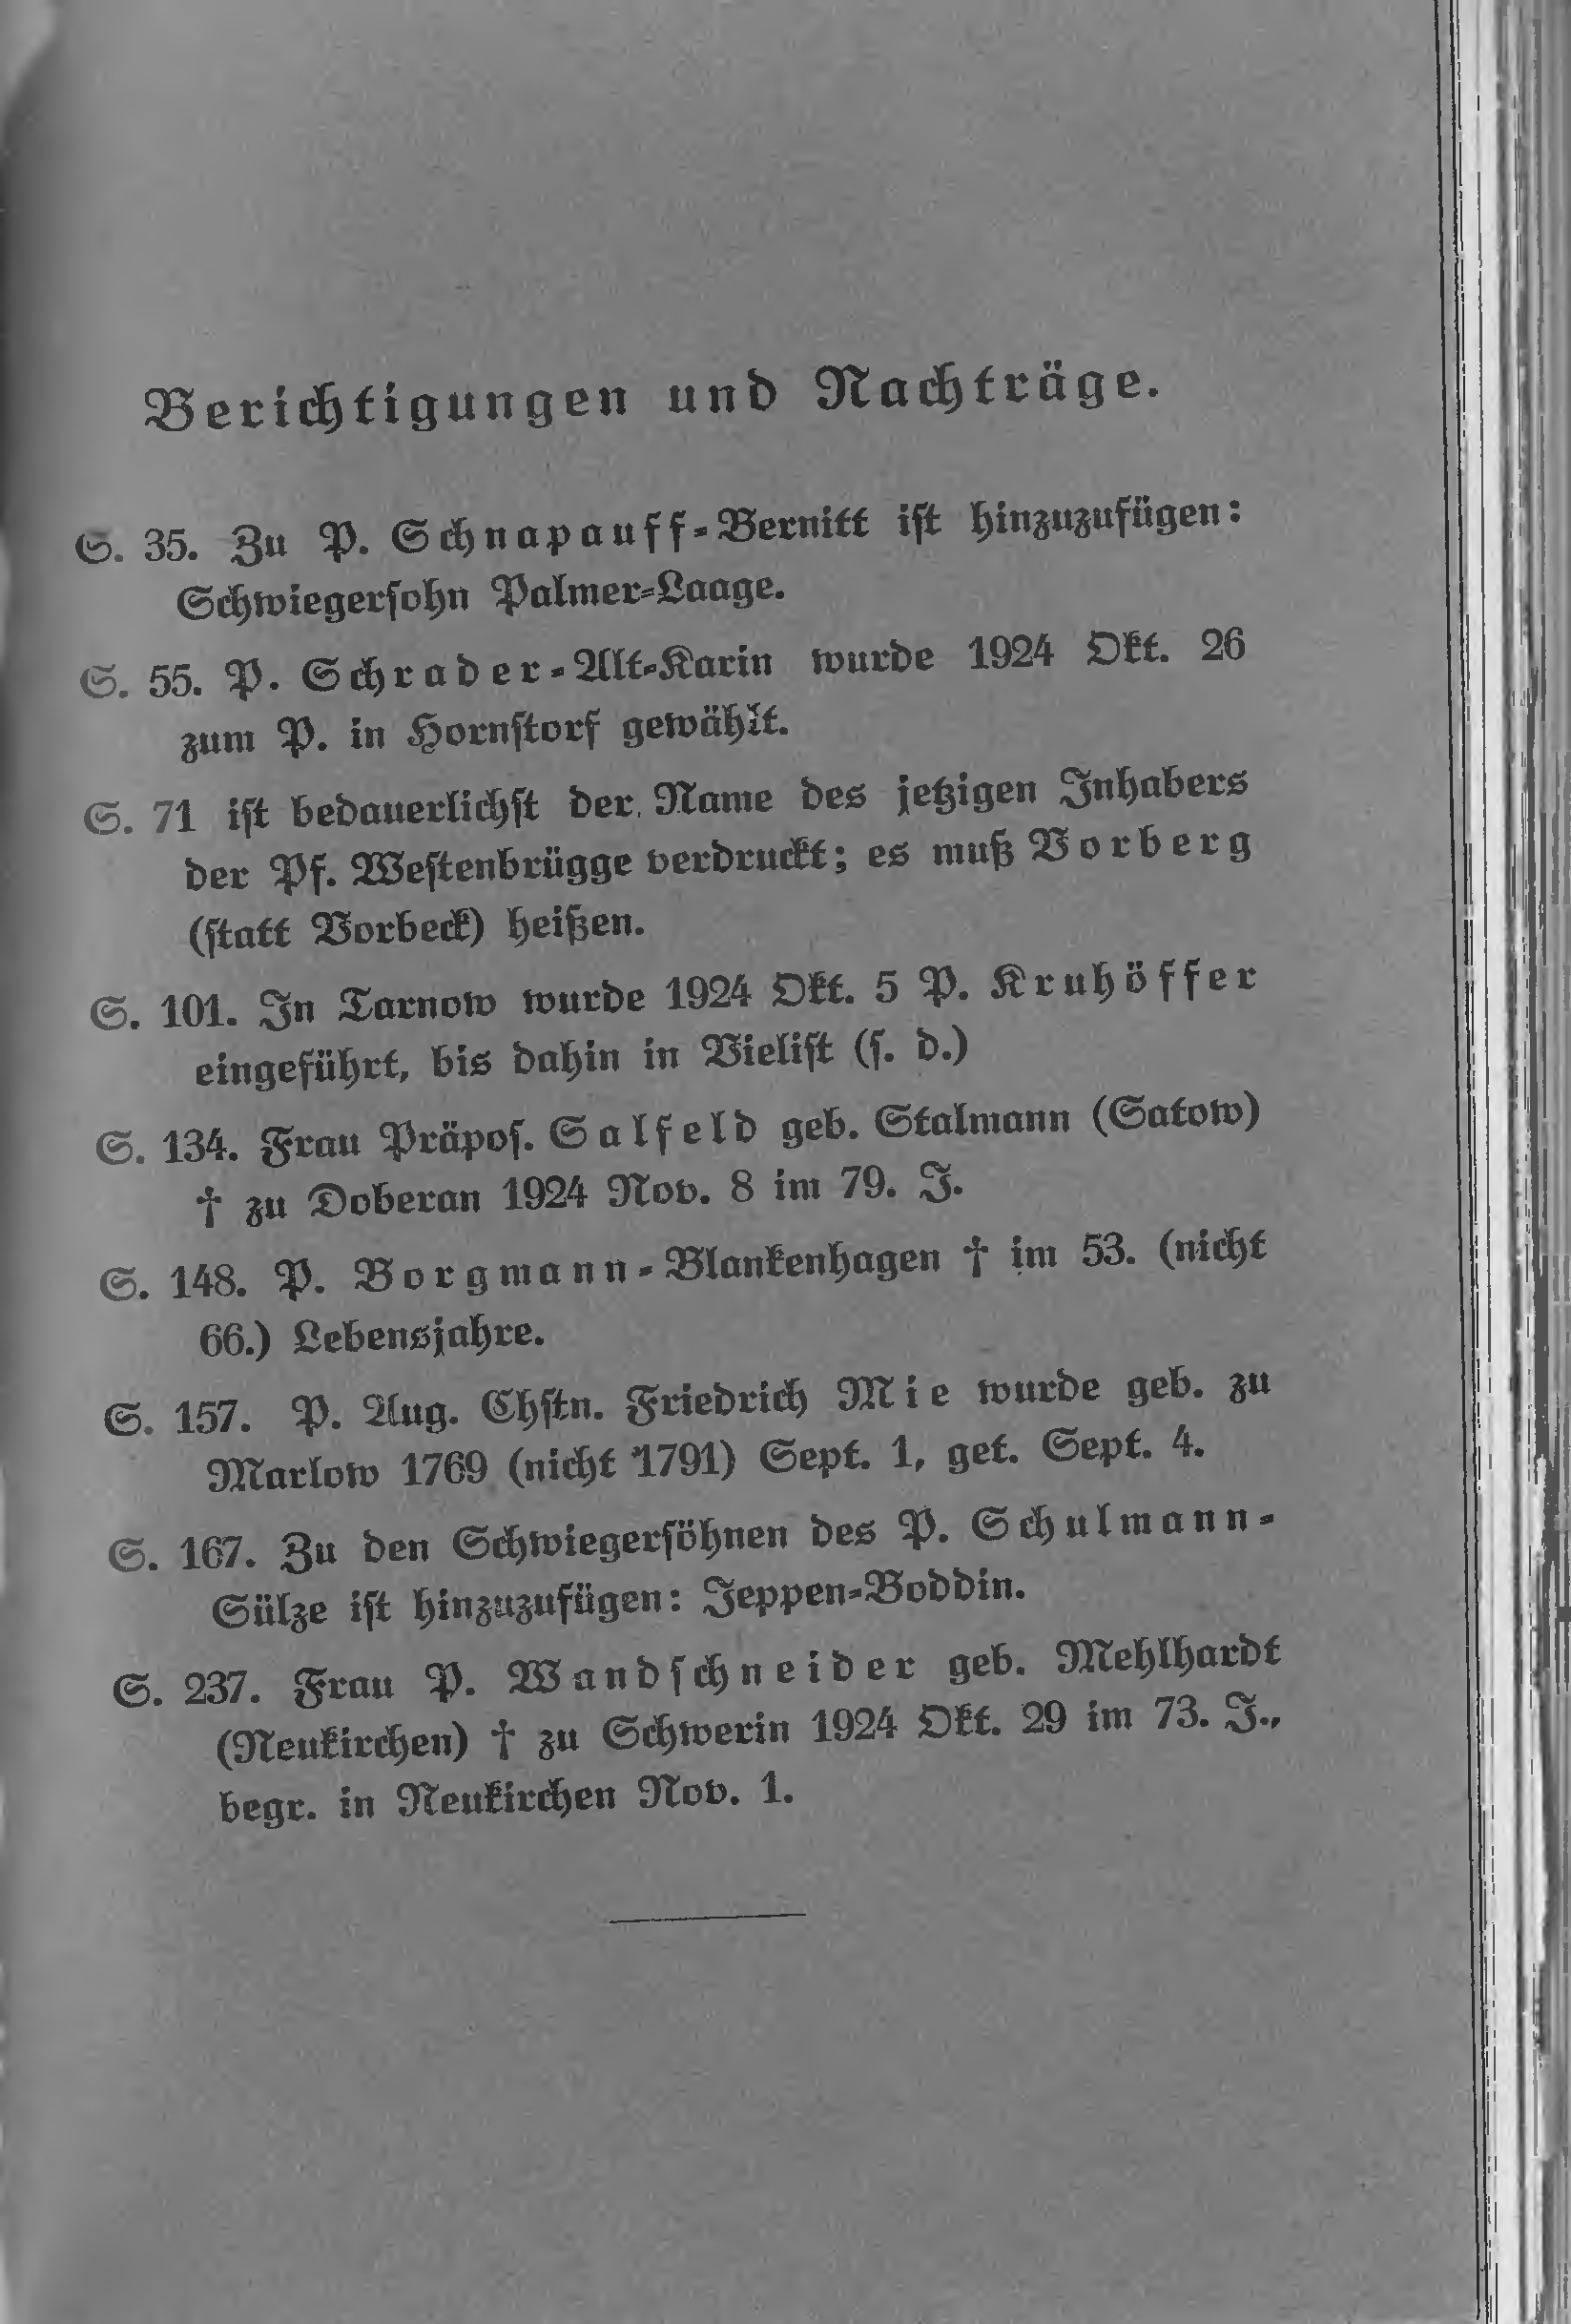 Berichtigungen und Nachträge.
S. 35. Zu P. Schnapauff-Bernitt ist hinzuzufügen:
Schwiegersohn Palmer-Laage.
S. 55. P. Schrader-Alt-Karin wurde 1924 Okt. 26
zum P. in Hornstorf gewählt.
S. 71 ist bedauerlichst der Name des jetzigen Inhabers
der Pf. Westenbrügge verdruckt; es muß Vorberg
(statt Vorbeck) heißen.
S. 101. In Tarnow wurde 1924 Okt. 5 P. Kruhöffer
eingeführt, bis dahin in Vielist (s. d.)
S. 134. Frau Präpos. Salfeld geb. Stalmann (Satow)
† zu Doberan 1924 Nov. 8 im 79. J.
S. 148. P. Borgmann-Blankenhagen † im 53. (nicht
66.) Lebensjahre.
S. 157. P. Aug. Chstn. Friedrich Mie wurde geb. zu
Marlow 1769 (nicht 1791) Sept. 1, get. Sept. 4.
S. 167. Zu den Schwiegersöhnen des P. Schulmann-
Sülze ist hinzuzufügen: Jeppen-Boddin.
S. 237. Frau P. Wandschneider geb. Mehlhardt
(Neukirchen) † zu Schwerin 1924 Okt. 29 im 73. J.,
begr. in Neukirchen Nov. 1.